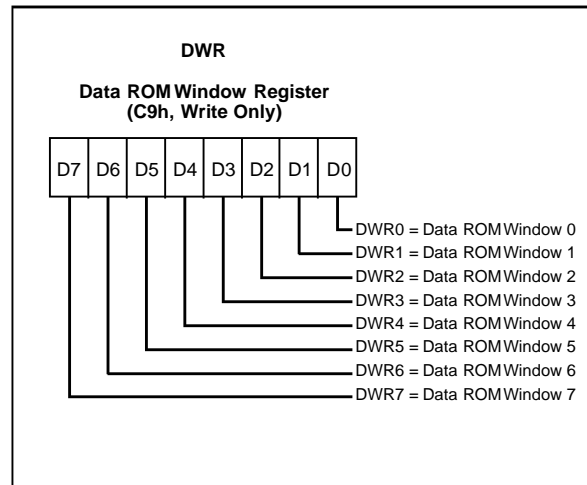 DWR
Data ROM Window Register
(C9h, Write Only)
D7 D6 D5 D4 D3 D2 D1 D0
DWR0 = Data ROM Window 0
DWR1 = Data ROM Window 1
DWR2 = Data ROM Window 2
DWR3 = Data ROM Window 3
DWR4 = Data ROM Window 4
DWR5 = Data ROM Window 5
DWR6 = Data ROM Window 6
DWR7 = Data ROM Window 7